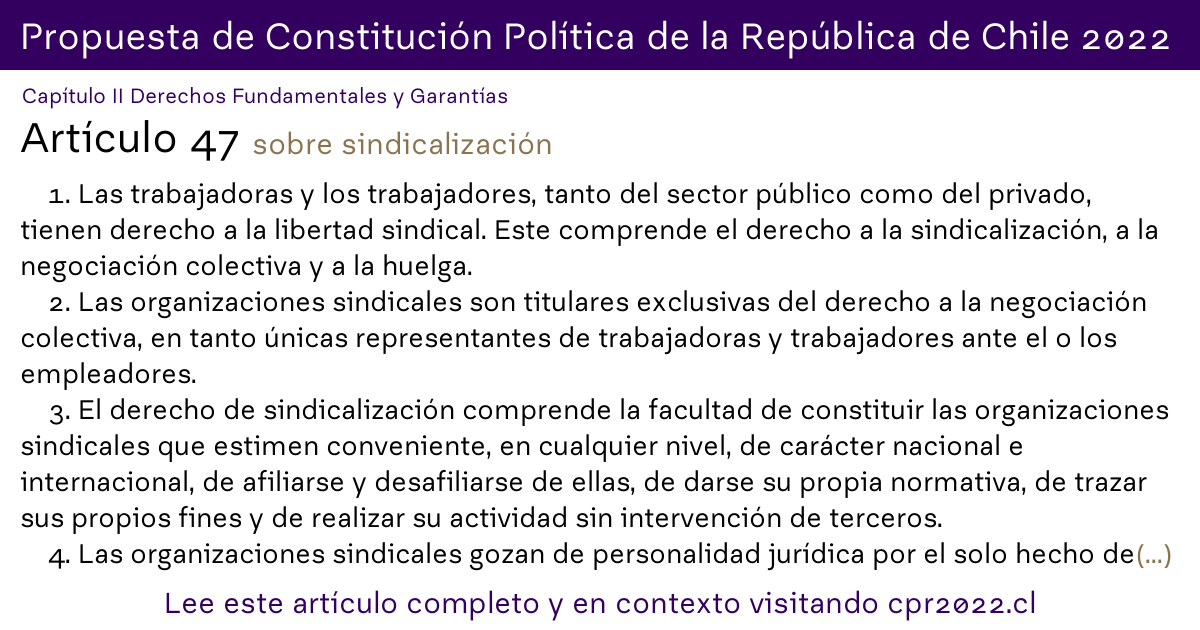 Propuesta de Constitución Política de la República de Chile 2022
Capítulo II Derechos Fundamentales y Garantías
Artículo 47 sobre sindicalización
1. Las trabajadoras y los trabajadores, tanto del sector público como del privado,
tienen derecho a la libertad sindical. Este comprende el derecho a la sindicalización, a la
negociación colectiva y a la huelga.
2. Las organizaciones sindicales son titulares exclusivas del derecho a la negociación
colectiva, en tanto únicas representantes de trabajadoras y trabajadores ante el o los
empleadores.
3. El derecho de sindicalización comprende la facultad de constituir las organizaciones
sindicales que estimen conveniente, en cualquier nivel, de carácter nacional e
internacional, de afiliarse y desafiliarse de ellas, de darse su propia normativa, de trazar
sus propios fines y de realizar su actividad sin intervención de terceros.
4. Las organizaciones sindicales gozan de personalidad jurídica por el solo hecho de(...)
Lee este artículo completo y en contexto visitando cpr2022.cl